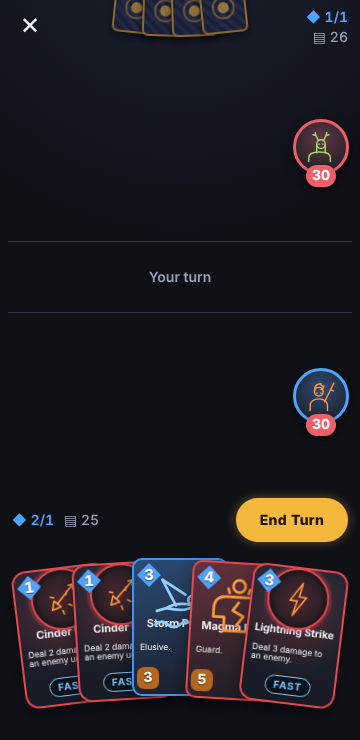 1/1
26
30
Your turn
30
2/1
25
End Turn
1
Cinder
Deal 2
an enemy
FAS
1
Cinder
Deal 2
an enemy
FAST
3
Storm
Elusive.
3
4
Magma
Guard.
5
3
Lightning Strike
Deal 3 damage to
an enemy.
FAST